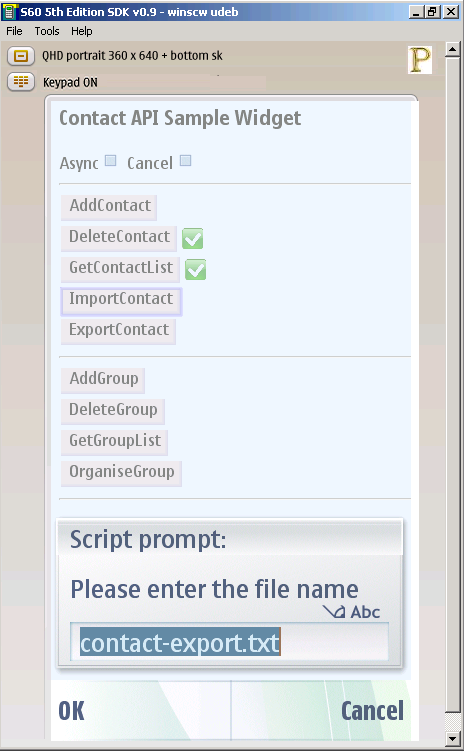 S60 5th Edition SDK v0.9 - winscw udeb
File Tools Help
QHD portrait 360 x 640 + bottom sk
P
Keypad ON
Contact API Sample Widget
Async Cancel
AddContact
DeleteContact
GetContactList
ImportContact
ExportContact
AddGroup
DeleteGroup
GetGroupList
OrganiseGroup
Script prompt:
Please enter the file name
Abc
contact-export.txt
OK Cancel